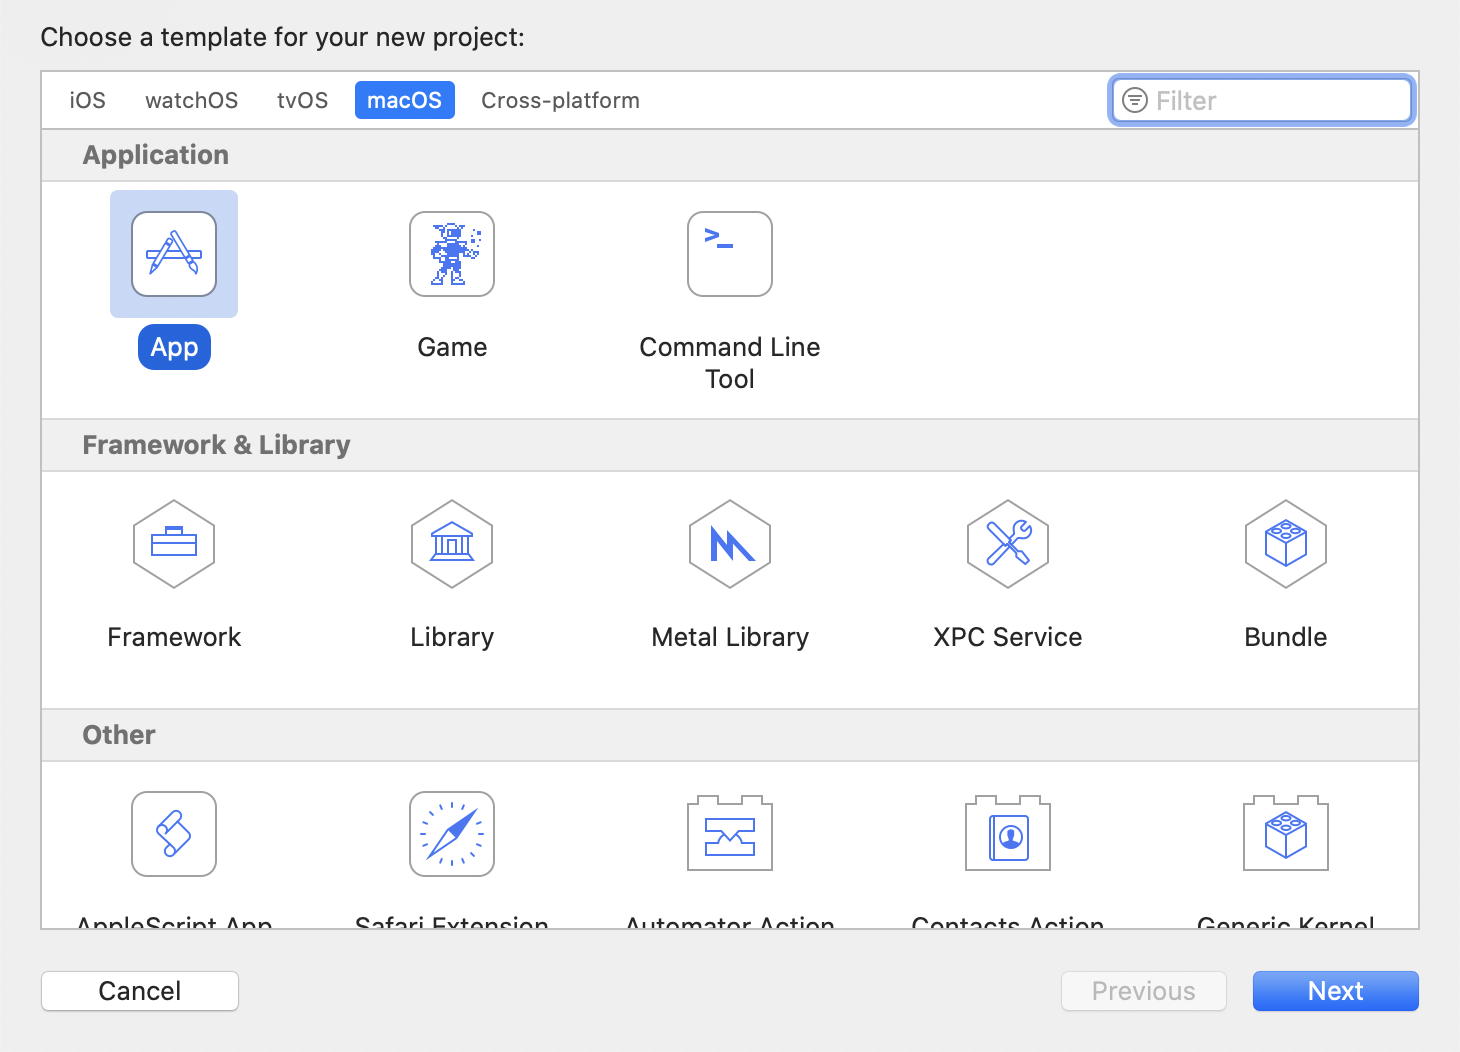 Choose a template for your new project:
iOS watchOS tvOS macOS Cross-platform Filter
Application
App Game Command Line
Tool
Framework & Library
Framework Library Metal Library XPC Service Bundle
Other
AppleScript App Safari Extension Automator Action Contacts Action Generic Kernel
Cancel Previous Next